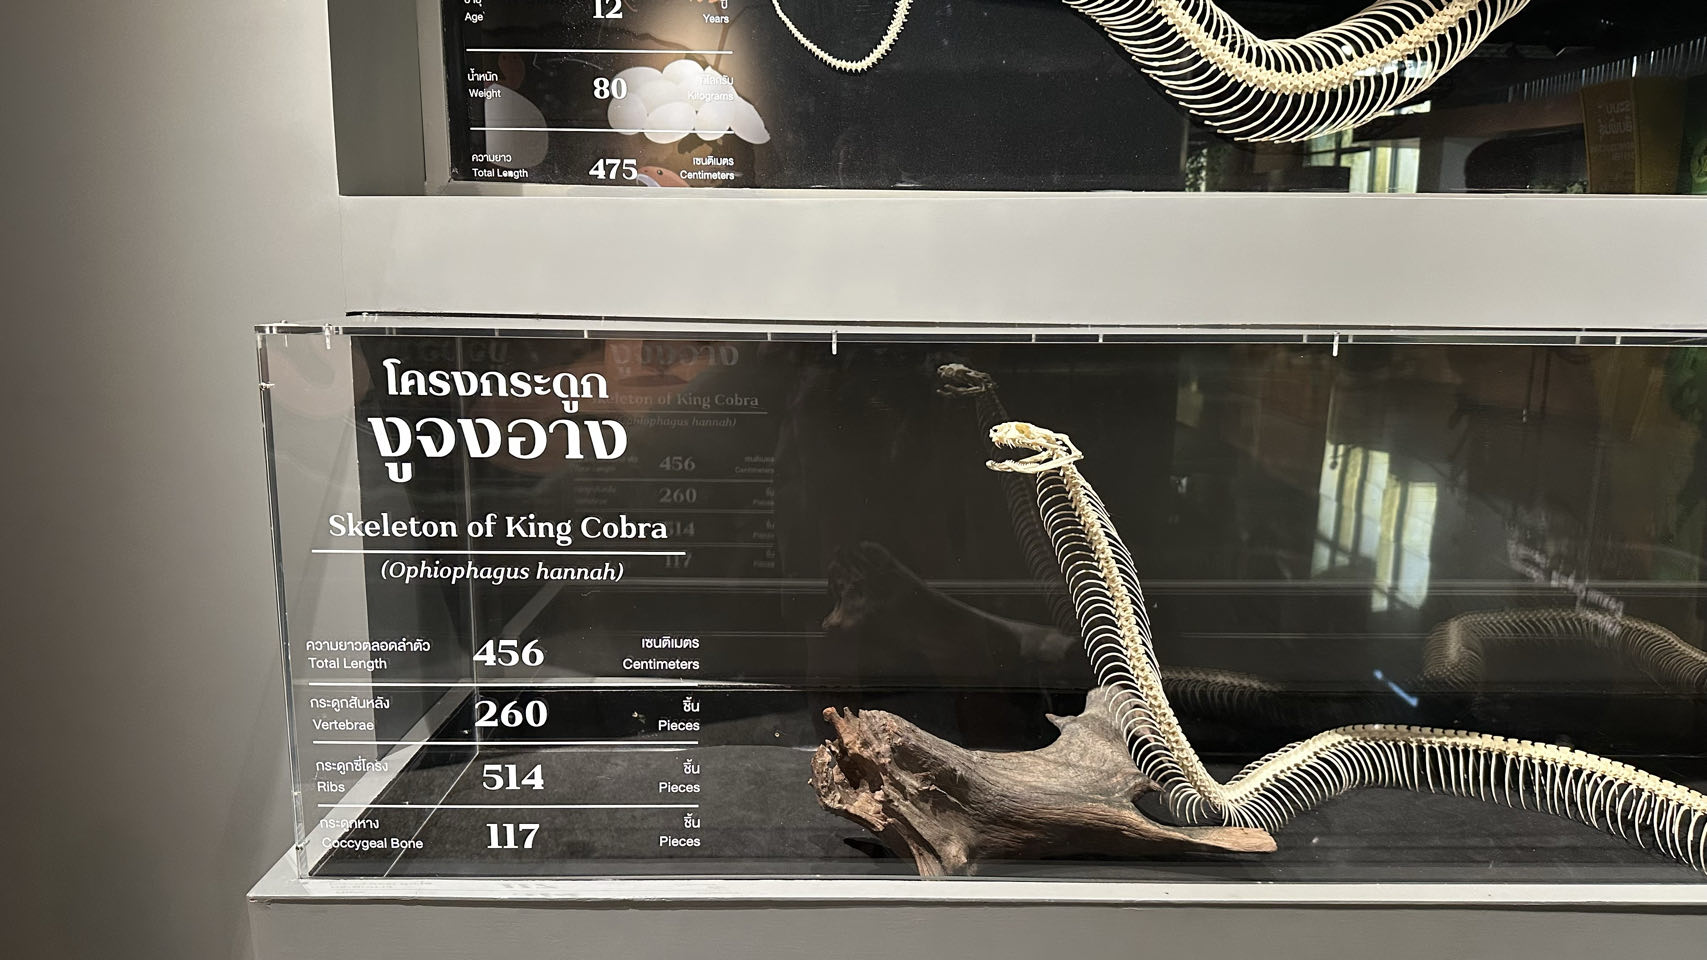 อายุ 12 ปี
Age Years
น้ำหนัก 80 กิโลกรัม
Weight Kilograms
ความยาว 475 เซนติเมตร
Total Length Centimeters
โครงกระดูก
งูจงอาง
Skeleton of King Cobra
(Ophiophagus hannah)
ความยาวตลอดลำตัว 456 เซนติเมตร
Total Length Centimeters
กระดูกสันหลัง 260 ชิ้น
Vertebrae Pieces
กระดูกซี่โครง 514 ชิ้น
Ribs Pieces
กระดูกหาง 117 ชิ้น
Coccygeal Bone Pieces